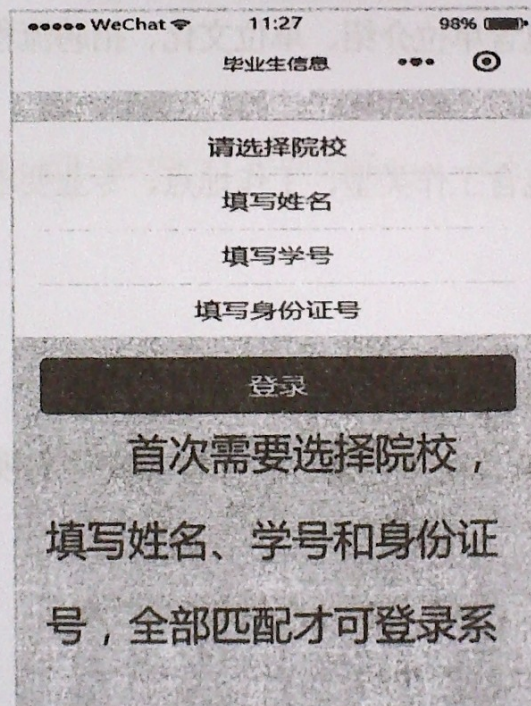 ●●●●● WeChat 11:27 98%
毕业生信息
请选择院校
填写姓名
填写学号
填写身份证号
登录
首次需要选择院校，
填写姓名、学号和身份证
号，全部匹配才可登录系